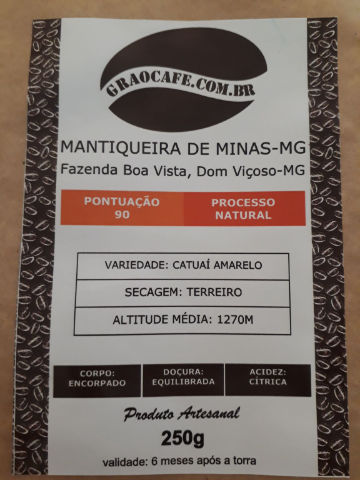 GRAOCAFE.COM.BR
MANTIQUEIRA DE MINAS-MG
Fazenda Boa Vista, Dom Viçoso-MG
PONTUAÇÃO
90
PROCESSO
NATURAL
VARIEDADE: CATUAÍ AMARELO
SECAGEM: TERREIRO
ALTITUDE MÉDIA: 1270M
CORPO:
ENCORPADO
DOÇURA:
EQUILIBRADA
ACIDEZ:
CÍTRICA
Produto Artesanal
250g
validade: 6 meses após a torra